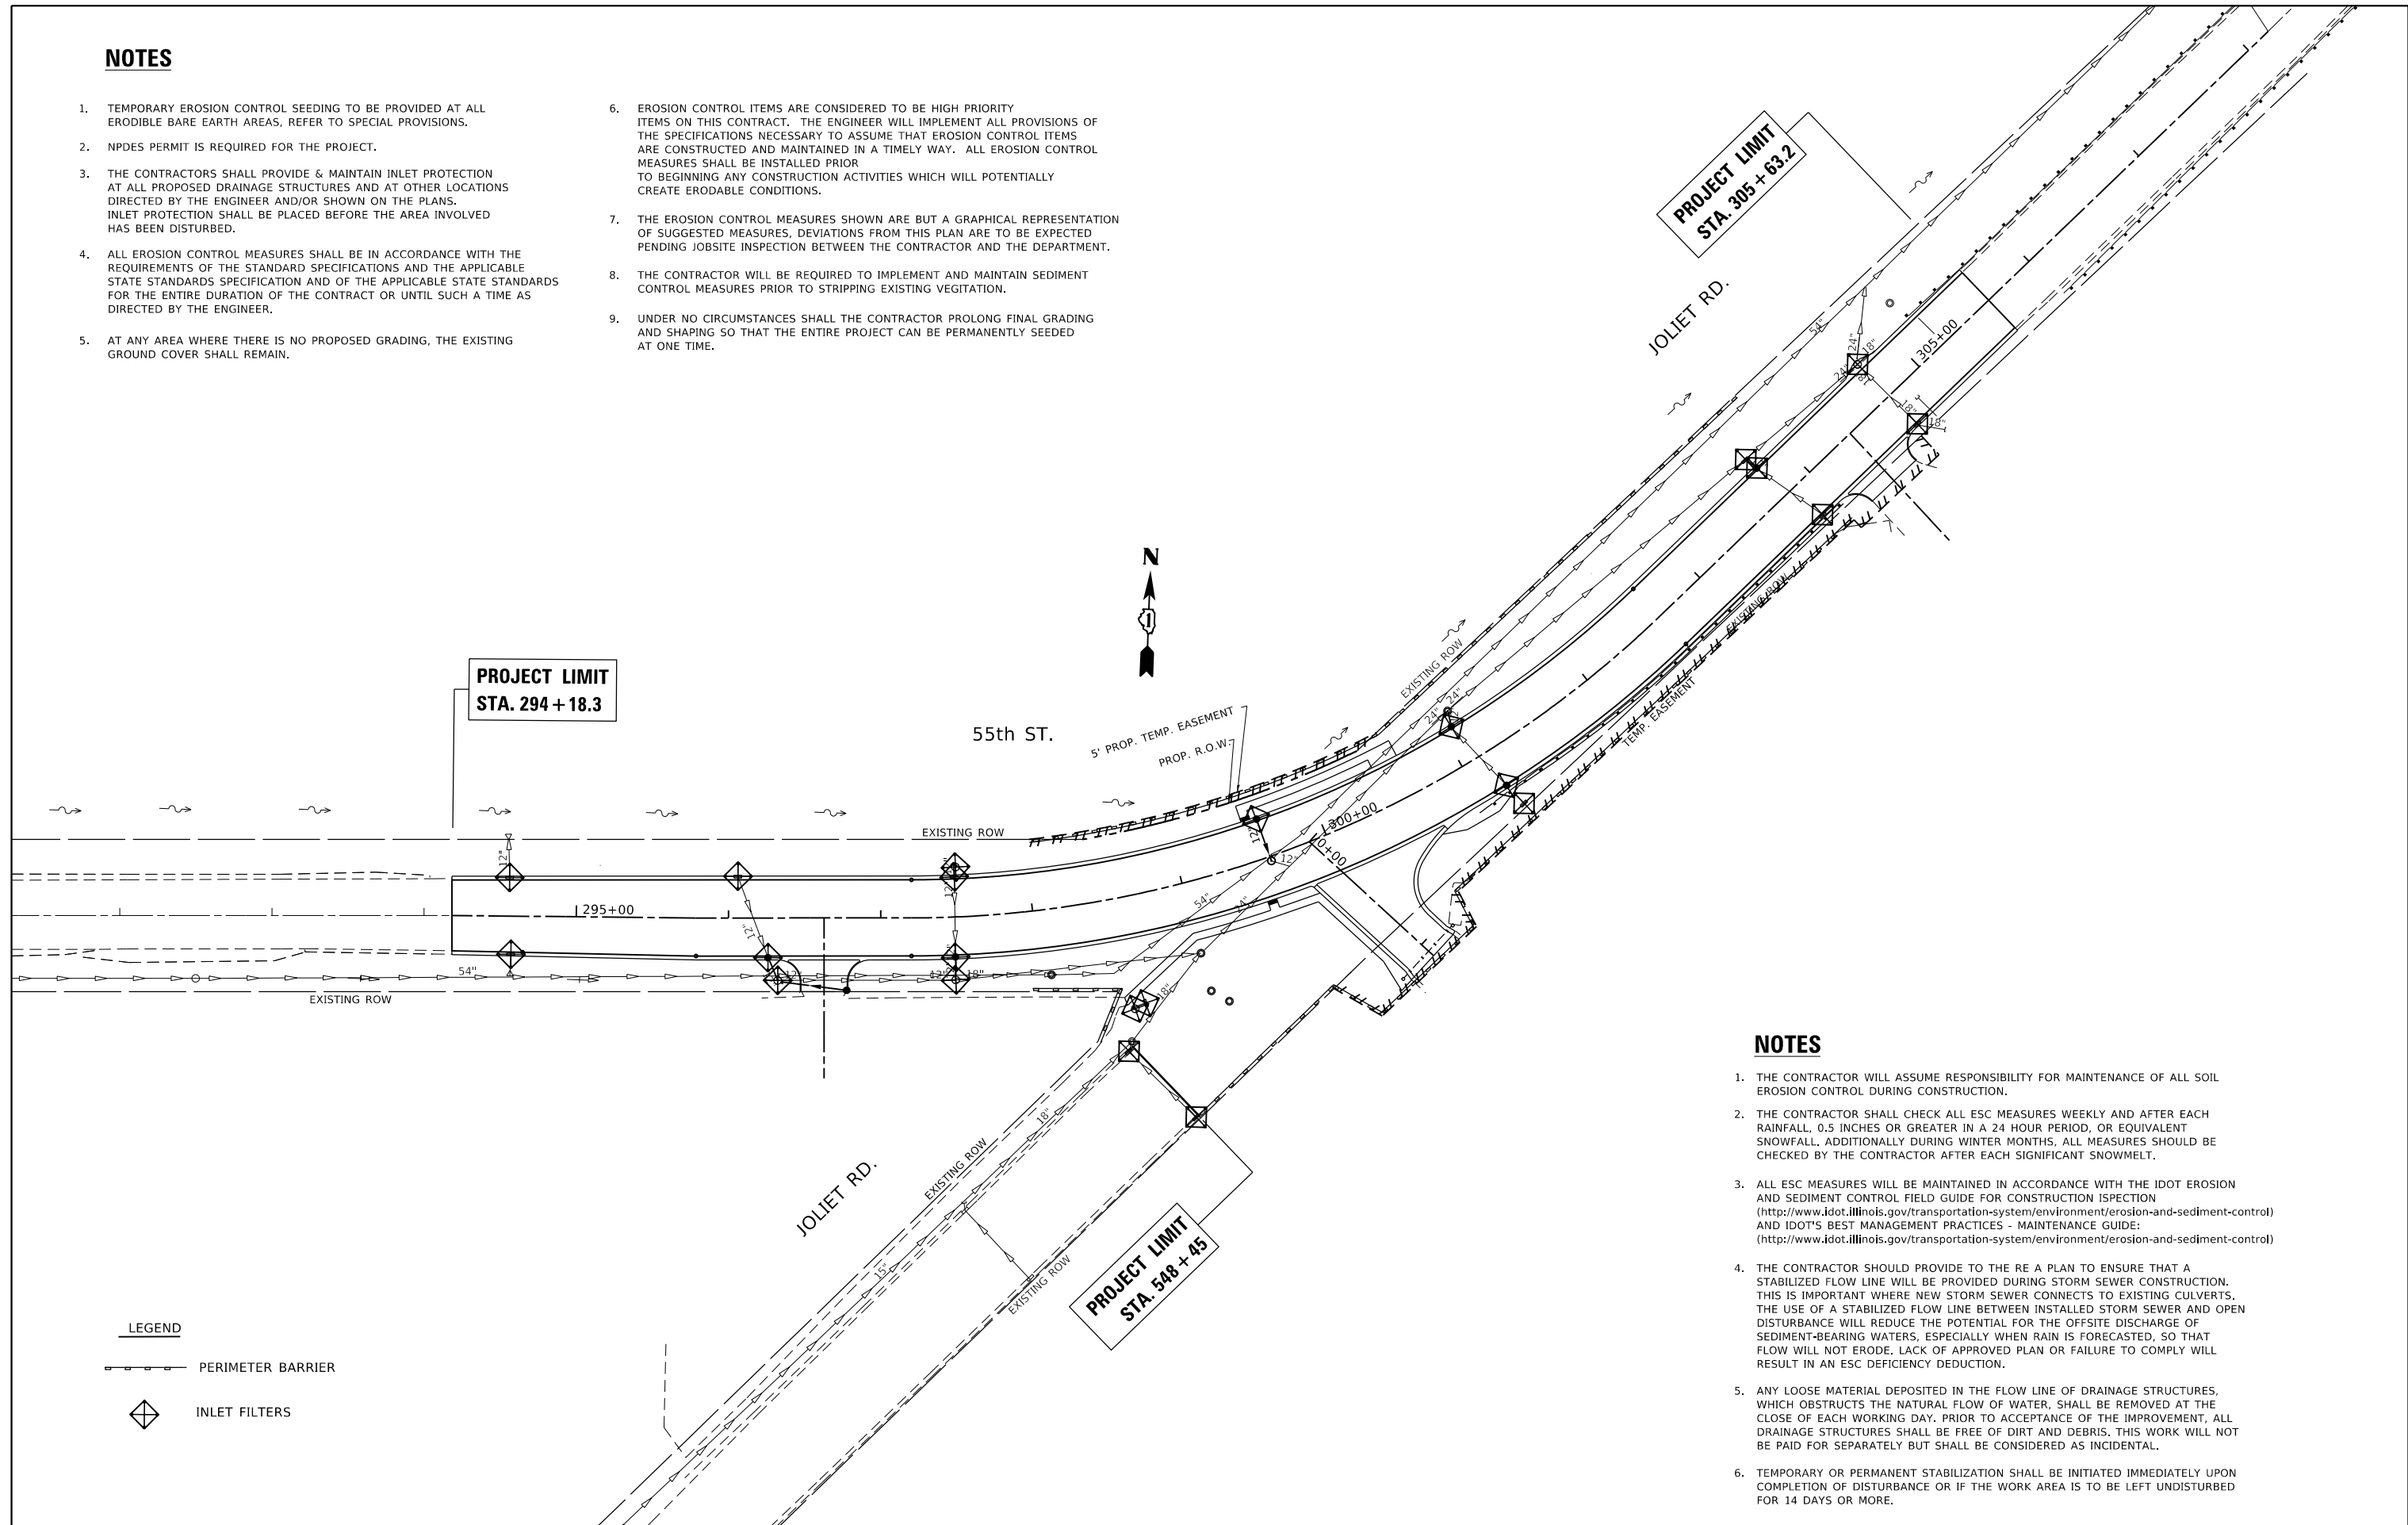 NOTES
1. TEMPORARY EROSION CONTROL SEEDING TO BE PROVIDED AT ALL
ERODIBLE BARE EARTH AREAS, REFER TO SPECIAL PROVISIONS.
2. NPDES PERMIT IS REQUIRED FOR THE PROJECT.
3. THE CONTRACTORS SHALL PROVIDE & MAINTAIN INLET PROTECTION
AT ALL PROPOSED DRAINAGE STRUCTURES AND AT OTHER LOCATIONS
DIRECTED BY THE ENGINEER AND/OR SHOWN ON THE PLANS.
INLET PROTECTION SHALL BE PLACED BEFORE THE AREA INVOLVED
HAS BEEN DISTURBED.
4. ALL EROSION CONTROL MEASURES SHALL BE IN ACCORDANCE WITH THE
REQUIREMENTS OF THE STANDARD SPECIFICATIONS AND THE APPLICABLE
STATE STANDARDS SPECIFICATION AND OF THE APPLICABLE STATE STANDARDS
FOR THE ENTIRE DURATION OF THE CONTRACT OR UNTIL SUCH A TIME AS
DIRECTED BY THE ENGINEER.
5. AT ANY AREA WHERE THERE IS NO PROPOSED GRADING, THE EXISTING
GROUND COVER SHALL REMAIN.
6. EROSION CONTROL ITEMS ARE CONSIDERED TO BE HIGH PRIORITY
ITEMS ON THIS CONTRACT. THE ENGINEER WILL IMPLEMENT ALL PROVISIONS OF
THE SPECIFICATIONS NECESSARY TO ASSUME THAT EROSION CONTROL ITEMS
ARE CONSTRUCTED AND MAINTAINED IN A TIMELY WAY. ALL EROSION CONTROL
MEASURES SHALL BE INSTALLED PRIOR
TO BEGINNING ANY CONSTRUCTION ACTIVITIES WHICH WILL POTENTIALLY
CREATE ERODABLE CONDITIONS.
7. THE EROSION CONTROL MEASURES SHOWN ARE BUT A GRAPHICAL REPRESENTATION
OF SUGGESTED MEASURES, DEVIATIONS FROM THIS PLAN ARE TO BE EXPECTED
PENDING JOBSITE INSPECTION BETWEEN THE CONTRACTOR AND THE DEPARTMENT.
8. THE CONTRACTOR WILL BE REQUIRED TO IMPLEMENT AND MAINTAIN SEDIMENT
CONTROL MEASURES PRIOR TO STRIPPING EXISTING VEGITATION.
9. UNDER NO CIRCUMSTANCES SHALL THE CONTRACTOR PROLONG FINAL GRADING
AND SHAPING SO THAT THE ENTIRE PROJECT CAN BE PERMANENTLY SEEDED
AT ONE TIME.
PROJECT LIMIT
STA. 305 + 63.2
JOLIET RD.
54"
24"
18"
24"
305+00
18"
18"
N
1
PROJECT LIMIT
STA. 294 + 18.3
55th ST.
5' PROP. TEMP. EASEMENT
PROP. R.O.W.
EXISTING ROW
EXISTING ROW
TEMP. EASEMENT
24"
24"
EXISTING ROW
12"
12"
12"
300+00
0+00
12"
295+00
12"
54"
24"
54"
12"
12"
18"
18"
EXISTING ROW
18"
EXISTING ROW
JOLIET RD.
15"
EXISTING ROW
PROJECT LIMIT
STA. 548 + 45
LEGEND
PERIMETER BARRIER
INLET FILTERS
NOTES
1. THE CONTRACTOR WILL ASSUME RESPONSIBILITY FOR MAINTENANCE OF ALL SOIL
EROSION CONTROL DURING CONSTRUCTION.
2. THE CONTRACTOR SHALL CHECK ALL ESC MEASURES WEEKLY AND AFTER EACH
RAINFALL, 0.5 INCHES OR GREATER IN A 24 HOUR PERIOD, OR EQUIVALENT
SNOWFALL. ADDITIONALLY DURING WINTER MONTHS, ALL MEASURES SHOULD BE
CHECKED BY THE CONTRACTOR AFTER EACH SIGNIFICANT SNOWMELT.
3. ALL ESC MEASURES WILL BE MAINTAINED IN ACCORDANCE WITH THE IDOT EROSION
AND SEDIMENT CONTROL FIELD GUIDE FOR CONSTRUCTION ISPECTION
(http://www.idot.illinois.gov/transportation-system/environment/erosion-and-sediment-control)
AND IDOT'S BEST MANAGEMENT PRACTICES - MAINTENANCE GUIDE:
(http://www.idot.illinois.gov/transportation-system/environment/erosion-and-sediment-control)
4. THE CONTRACTOR SHOULD PROVIDE TO THE RE A PLAN TO ENSURE THAT A
STABILIZED FLOW LINE WILL BE PROVIDED DURING STORM SEWER CONSTRUCTION.
THIS IS IMPORTANT WHERE NEW STORM SEWER CONNECTS TO EXISTING CULVERTS.
THE USE OF A STABILIZED FLOW LINE BETWEEN INSTALLED STORM SEWER AND OPEN
DISTURBANCE WILL REDUCE THE POTENTIAL FOR THE OFFSITE DISCHARGE OF
SEDIMENT-BEARING WATERS, ESPECIALLY WHEN RAIN IS FORECASTED, SO THAT
FLOW WILL NOT ERODE. LACK OF APPROVED PLAN OR FAILURE TO COMPLY WILL
RESULT IN AN ESC DEFICIENCY DEDUCTION.
5. ANY LOOSE MATERIAL DEPOSITED IN THE FLOW LINE OF DRAINAGE STRUCTURES,
WHICH OBSTRUCTS THE NATURAL FLOW OF WATER, SHALL BE REMOVED AT THE
CLOSE OF EACH WORKING DAY. PRIOR TO ACCEPTANCE OF THE IMPROVEMENT, ALL
DRAINAGE STRUCTURES SHALL BE FREE OF DIRT AND DEBRIS. THIS WORK WILL NOT
BE PAID FOR SEPARATELY BUT SHALL BE CONSIDERED AS INCIDENTAL.
6. TEMPORARY OR PERMANENT STABILIZATION SHALL BE INITIATED IMMEDIATELY UPON
COMPLETION OF DISTURBANCE OR IF THE WORK AREA IS TO BE LEFT UNDISTURBED
FOR 14 DAYS OR MORE.